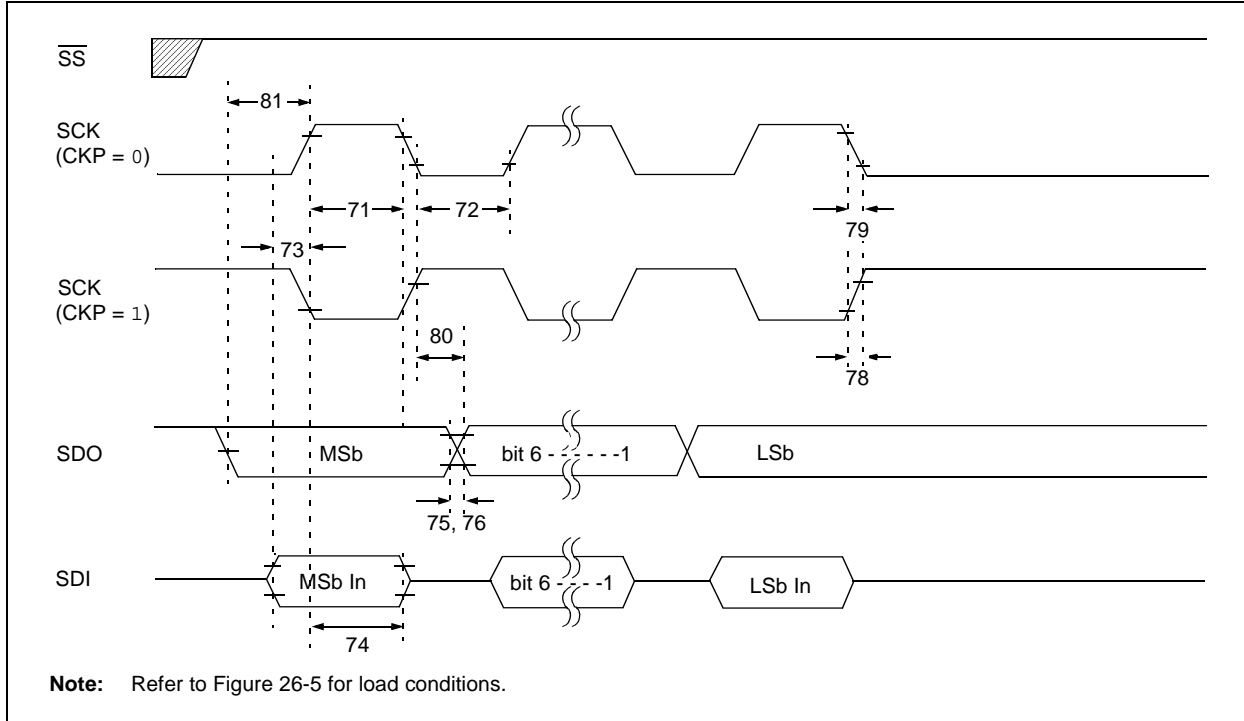 SS
81
SCK
(CKP = 0)
71
72
79
73
SCK
(CKP = 1)
80
78
SDO
MSb
bit 6 - - - - - -1
LSb
75, 76
SDI
MSb In
bit 6 - - - -1
LSb In
74
Note: Refer to Figure 26-5 for load conditions.